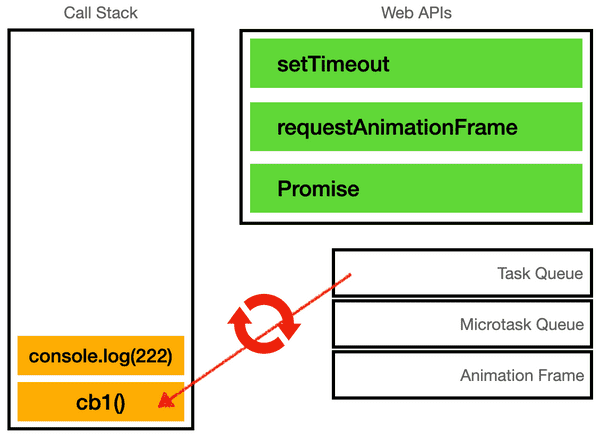 Call Stack
Web APIs
setTimeout
requestAnimationFrame
Promise
Task Queue
Microtask Queue
Animation Frame
console.log(222)
cb1()